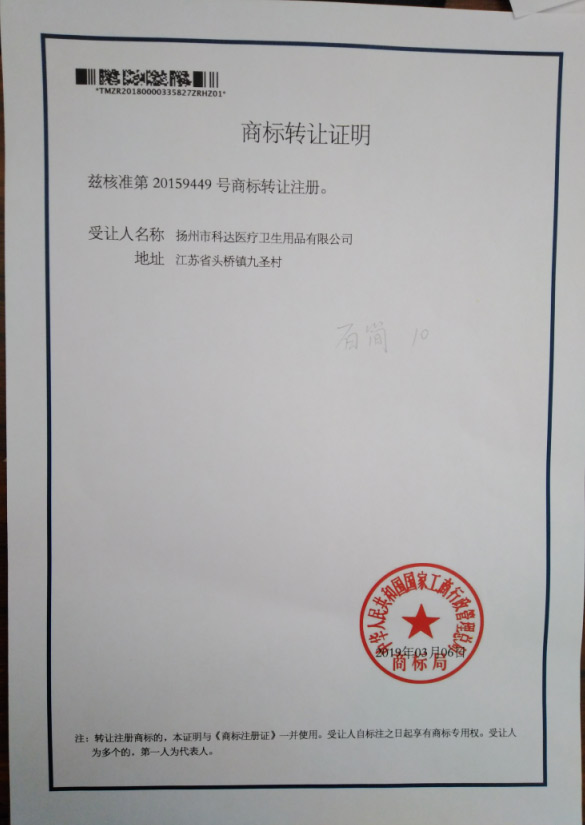 *TMZR20180000335827ZRHZ01*
商标转让证明
兹核准第 20159449 号商标转让注册。
受让人名称 扬州市科达医疗卫生用品有限公司
地址 江苏省头桥镇九圣村
百简 10
中华人民共和国国家工商行政管理总局
2019年03月06日
商标局
注：转让注册商标的，本证明与《商标注册证》一并使用。受让人自标注之日起享有商标专用权。受让人
为多个的，第一人为代表人。